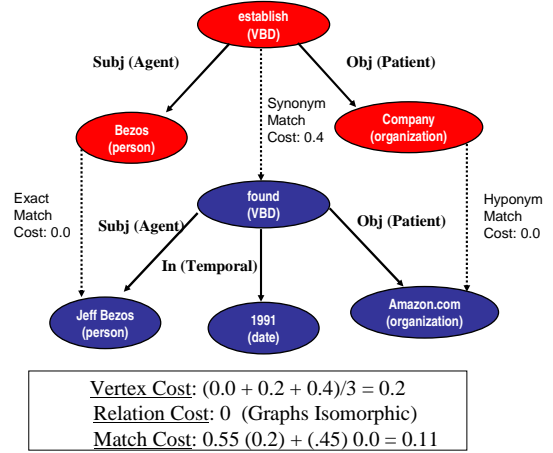 establish
(VBD)
Subj (Agent)
Obj (Patient)
Synonym
Match
Cost: 0.4
Bezos
(person)
Company
(organization)
Exact
Match
Cost: 0.0
Hyponym
Match
Cost: 0.0
found
(VBD)
Subj (Agent)
Obj (Patient)
In (Temporal)
Jeff Bezos
(person)
1991
(date)
Amazon.com
(organization)
Vertex Cost: (0.0 + 0.2 + 0.4)/3 = 0.2
Relation Cost: 0 (Graphs Isomorphic)
Match Cost: 0.55 (0.2) + (.45) 0.0 = 0.11